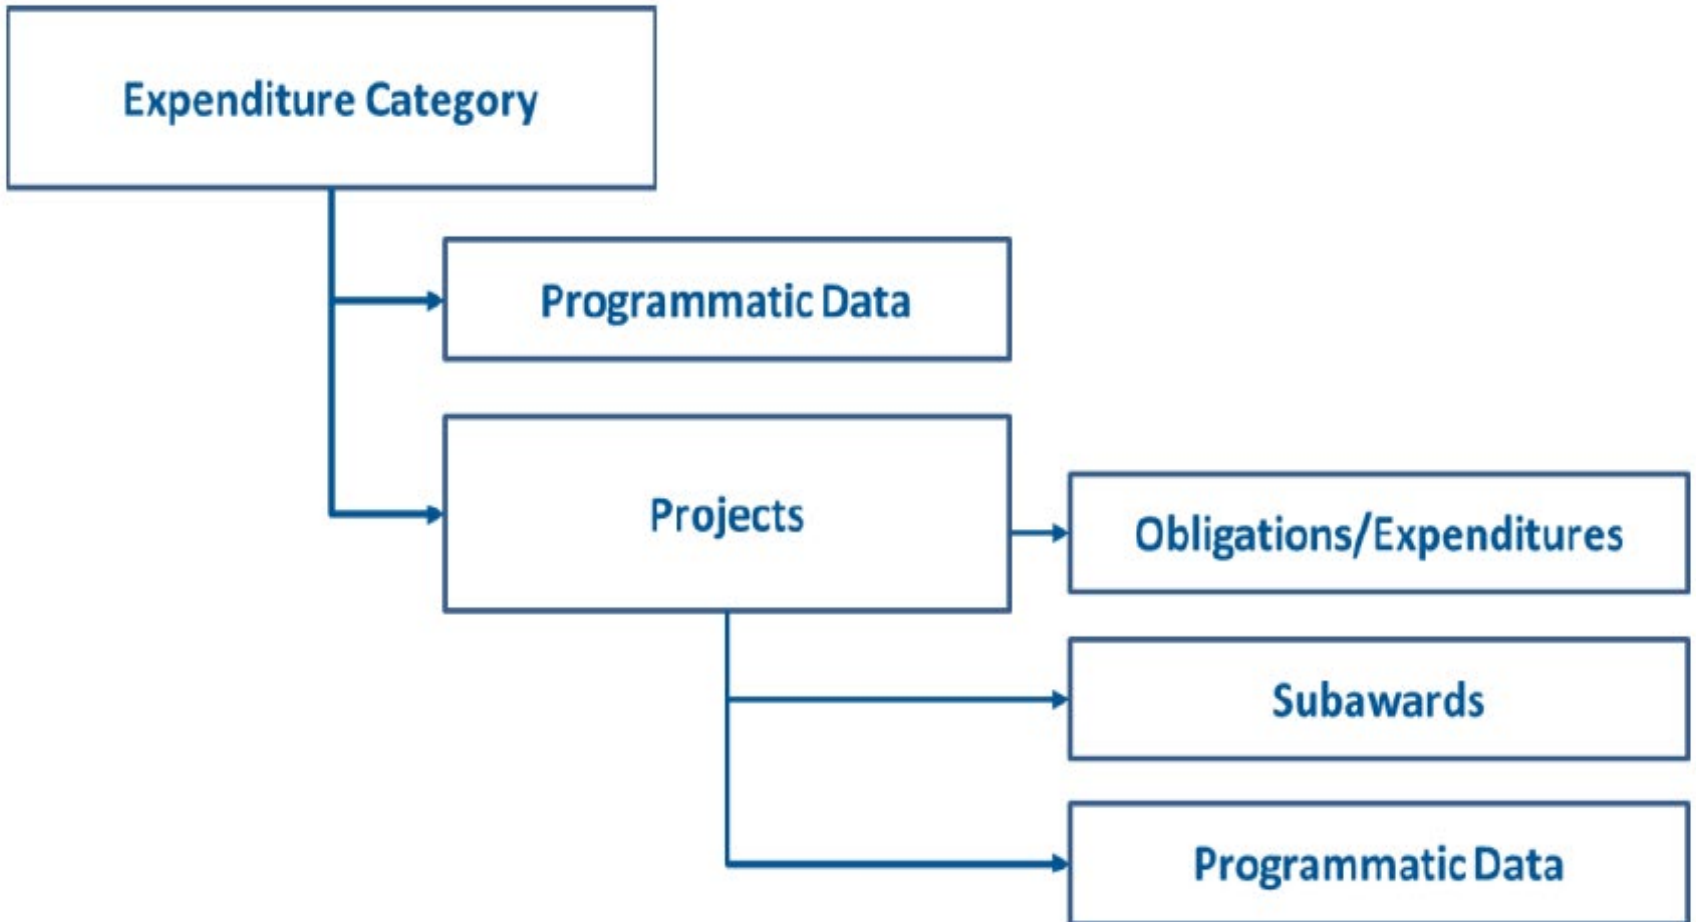 Expenditure Category
Programmatic Data
Projects
Obligations/Expenditures
Subawards
Programmatic Data